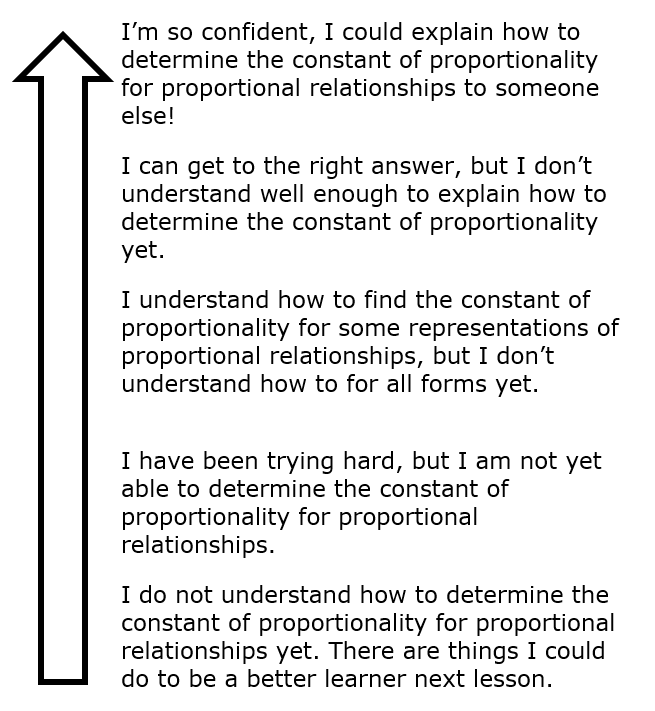 I’m so confident, I could explain how to
determine the constant of proportionality
for proportional relationships to someone
else!
I can get to the right answer, but I don’t
understand well enough to explain how to
determine the constant of proportionality
yet.
I understand how to find the constant of
proportionality for some representations of
proportional relationships, but I don’t
understand how to for all forms yet.
I have been trying hard, but I am not yet
able to determine the constant of
proportionality for proportional
relationships.
I do not understand how to determine the
constant of proportionality for proportional
relationships yet. There are things I could
do to be a better learner next lesson.